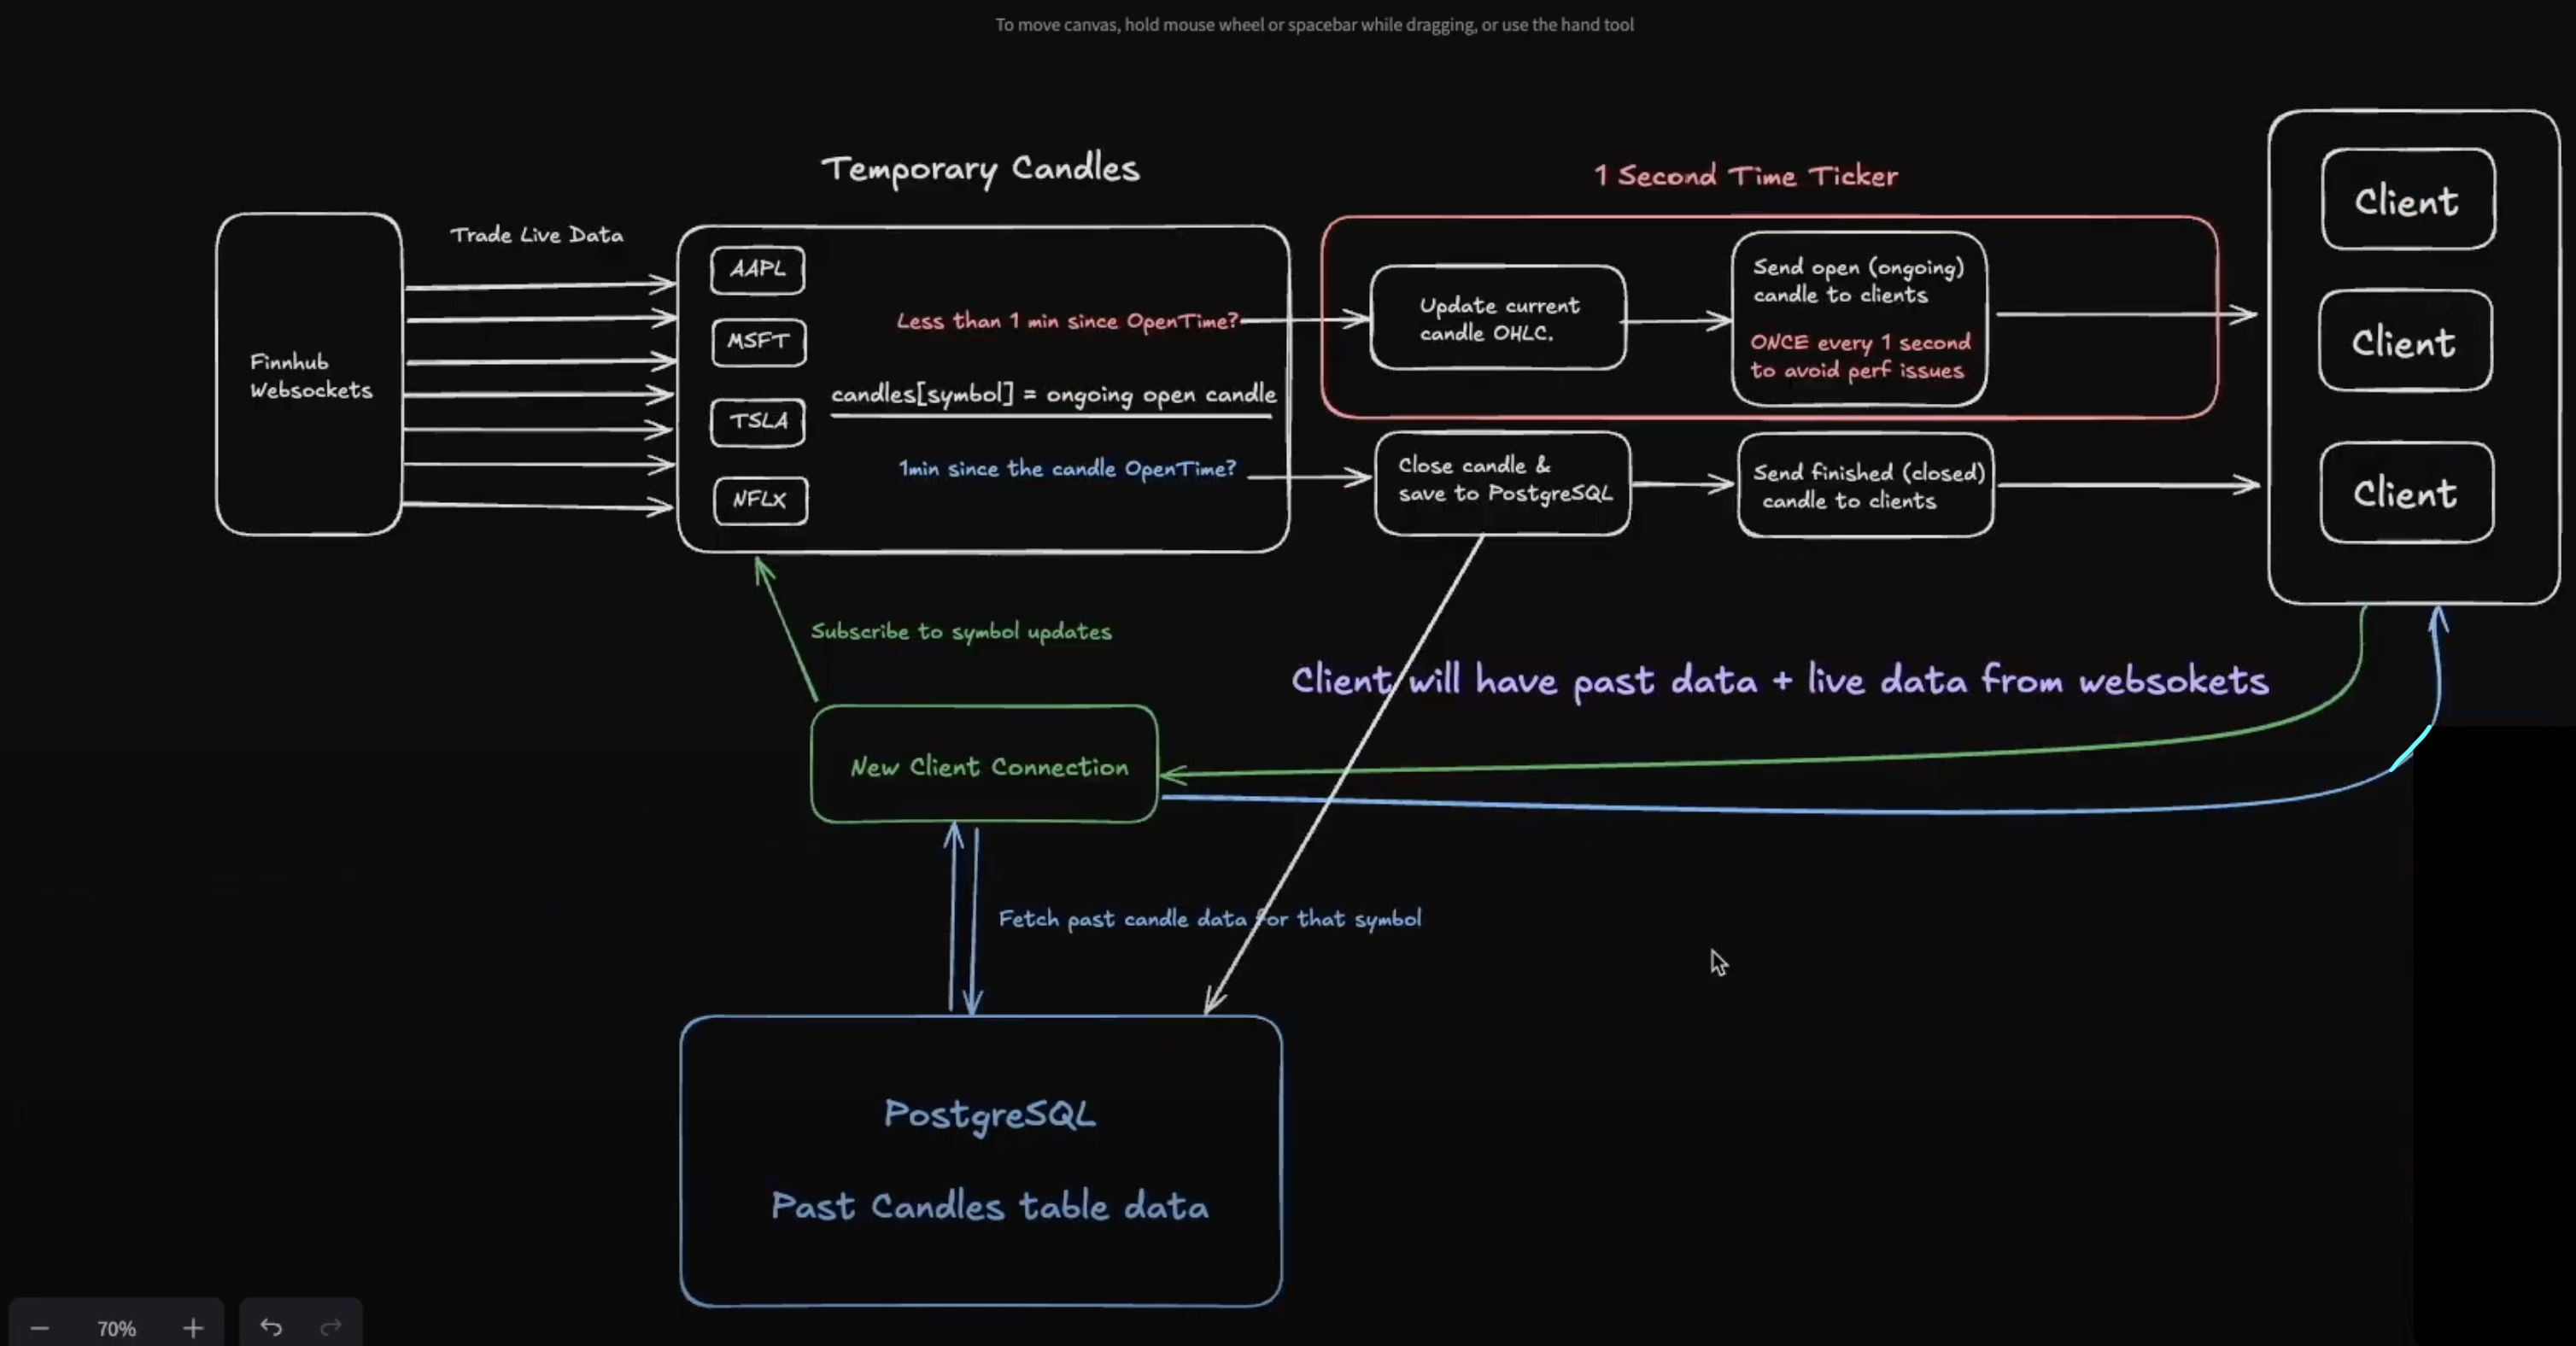 To move canvas, hold mouse wheel or spacebar while dragging, or use the hand tool
Temporary Candles
1 Second Time Ticker
Trade Live Data
Finnhub
Websockets
AAPL
MSFT
TSLA
NFLX
Less than 1 min since OpenTime?
candles[symbol] = ongoing open candle
1min since the candle OpenTime?
Update current
candle OHLC.
Send open (ongoing)
candle to clients
ONCE every 1 second
to avoid perf issues
Close candle &
save to PostgreSQL
Send finished (closed)
candle to clients
Client
Client
Client
Subscribe to symbol updates
Client will have past data + live data from websokets
New Client Connection
Fetch past candle data for that symbol
PostgreSQL
Past Candles table data
70%